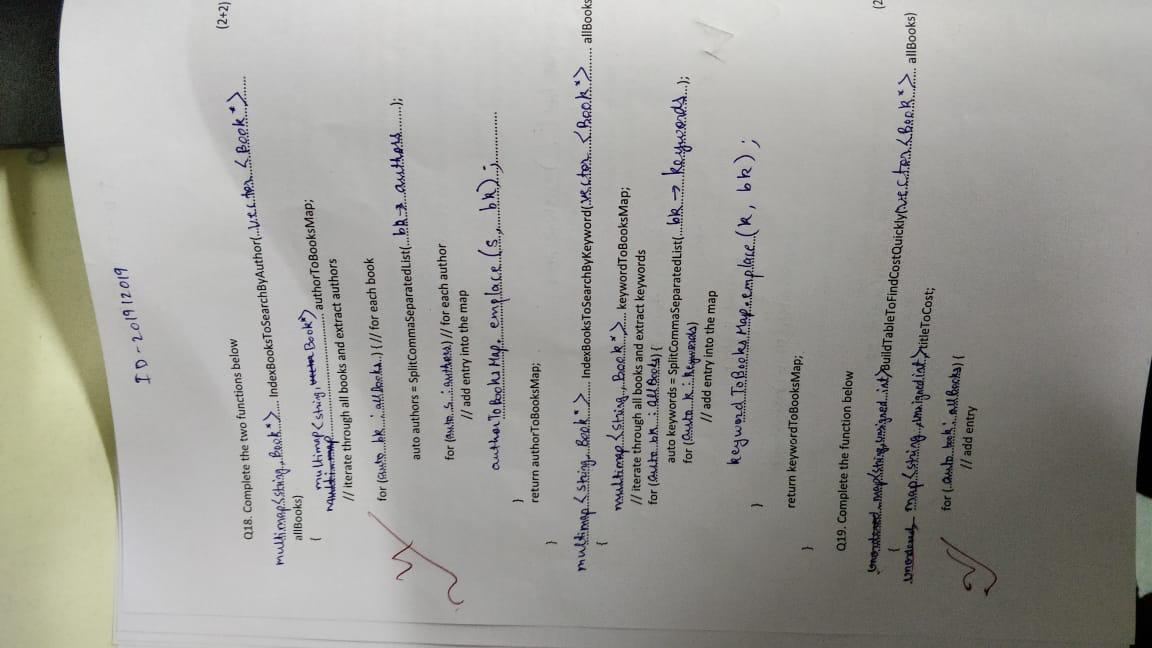 ID - 201912019
Q18. Complete the two functions below (2+2)
multimap<string, Book*> IndexBooksToSearchByAuthor(...vector <Book*>
allBooks)
{ multimap<string, Book*> authorToBooksMap;
// iterate through all books and extract authors
for (auto bk : allBooks..) { // for each book
auto authors = SplitCommaSeparatedList(...bk→ authors.......);
for (auto s : authors) // for each author
// add entry into the map
authorToBooksMap. emplace (s, bk);
}
return authorToBooksMap;
}
multimap <string, Book*> IndexBooksToSearchByKeyword(vector <Book*> allBooks
{
multimap <string, Book*> keywordToBooksMap;
// iterate through all books and extract keywords
for (auto bk : allBooks) {
auto keywords = SplitCommaSeparatedList(...bk → keywords...);
for (auto k : keywords)
// add entry into the map
keywordToBooksMap.emplace (k, bk);
}
return keywordToBooksMap;
}
Q19. Complete the function below (2
unordered_map<string, unsigned int>BuildTableToFindCostQuickly(vector<Book*> allBooks)
{
unordered_map<string, unsigned int>titleToCost;
for (auto book : allBooks) {
// add entry